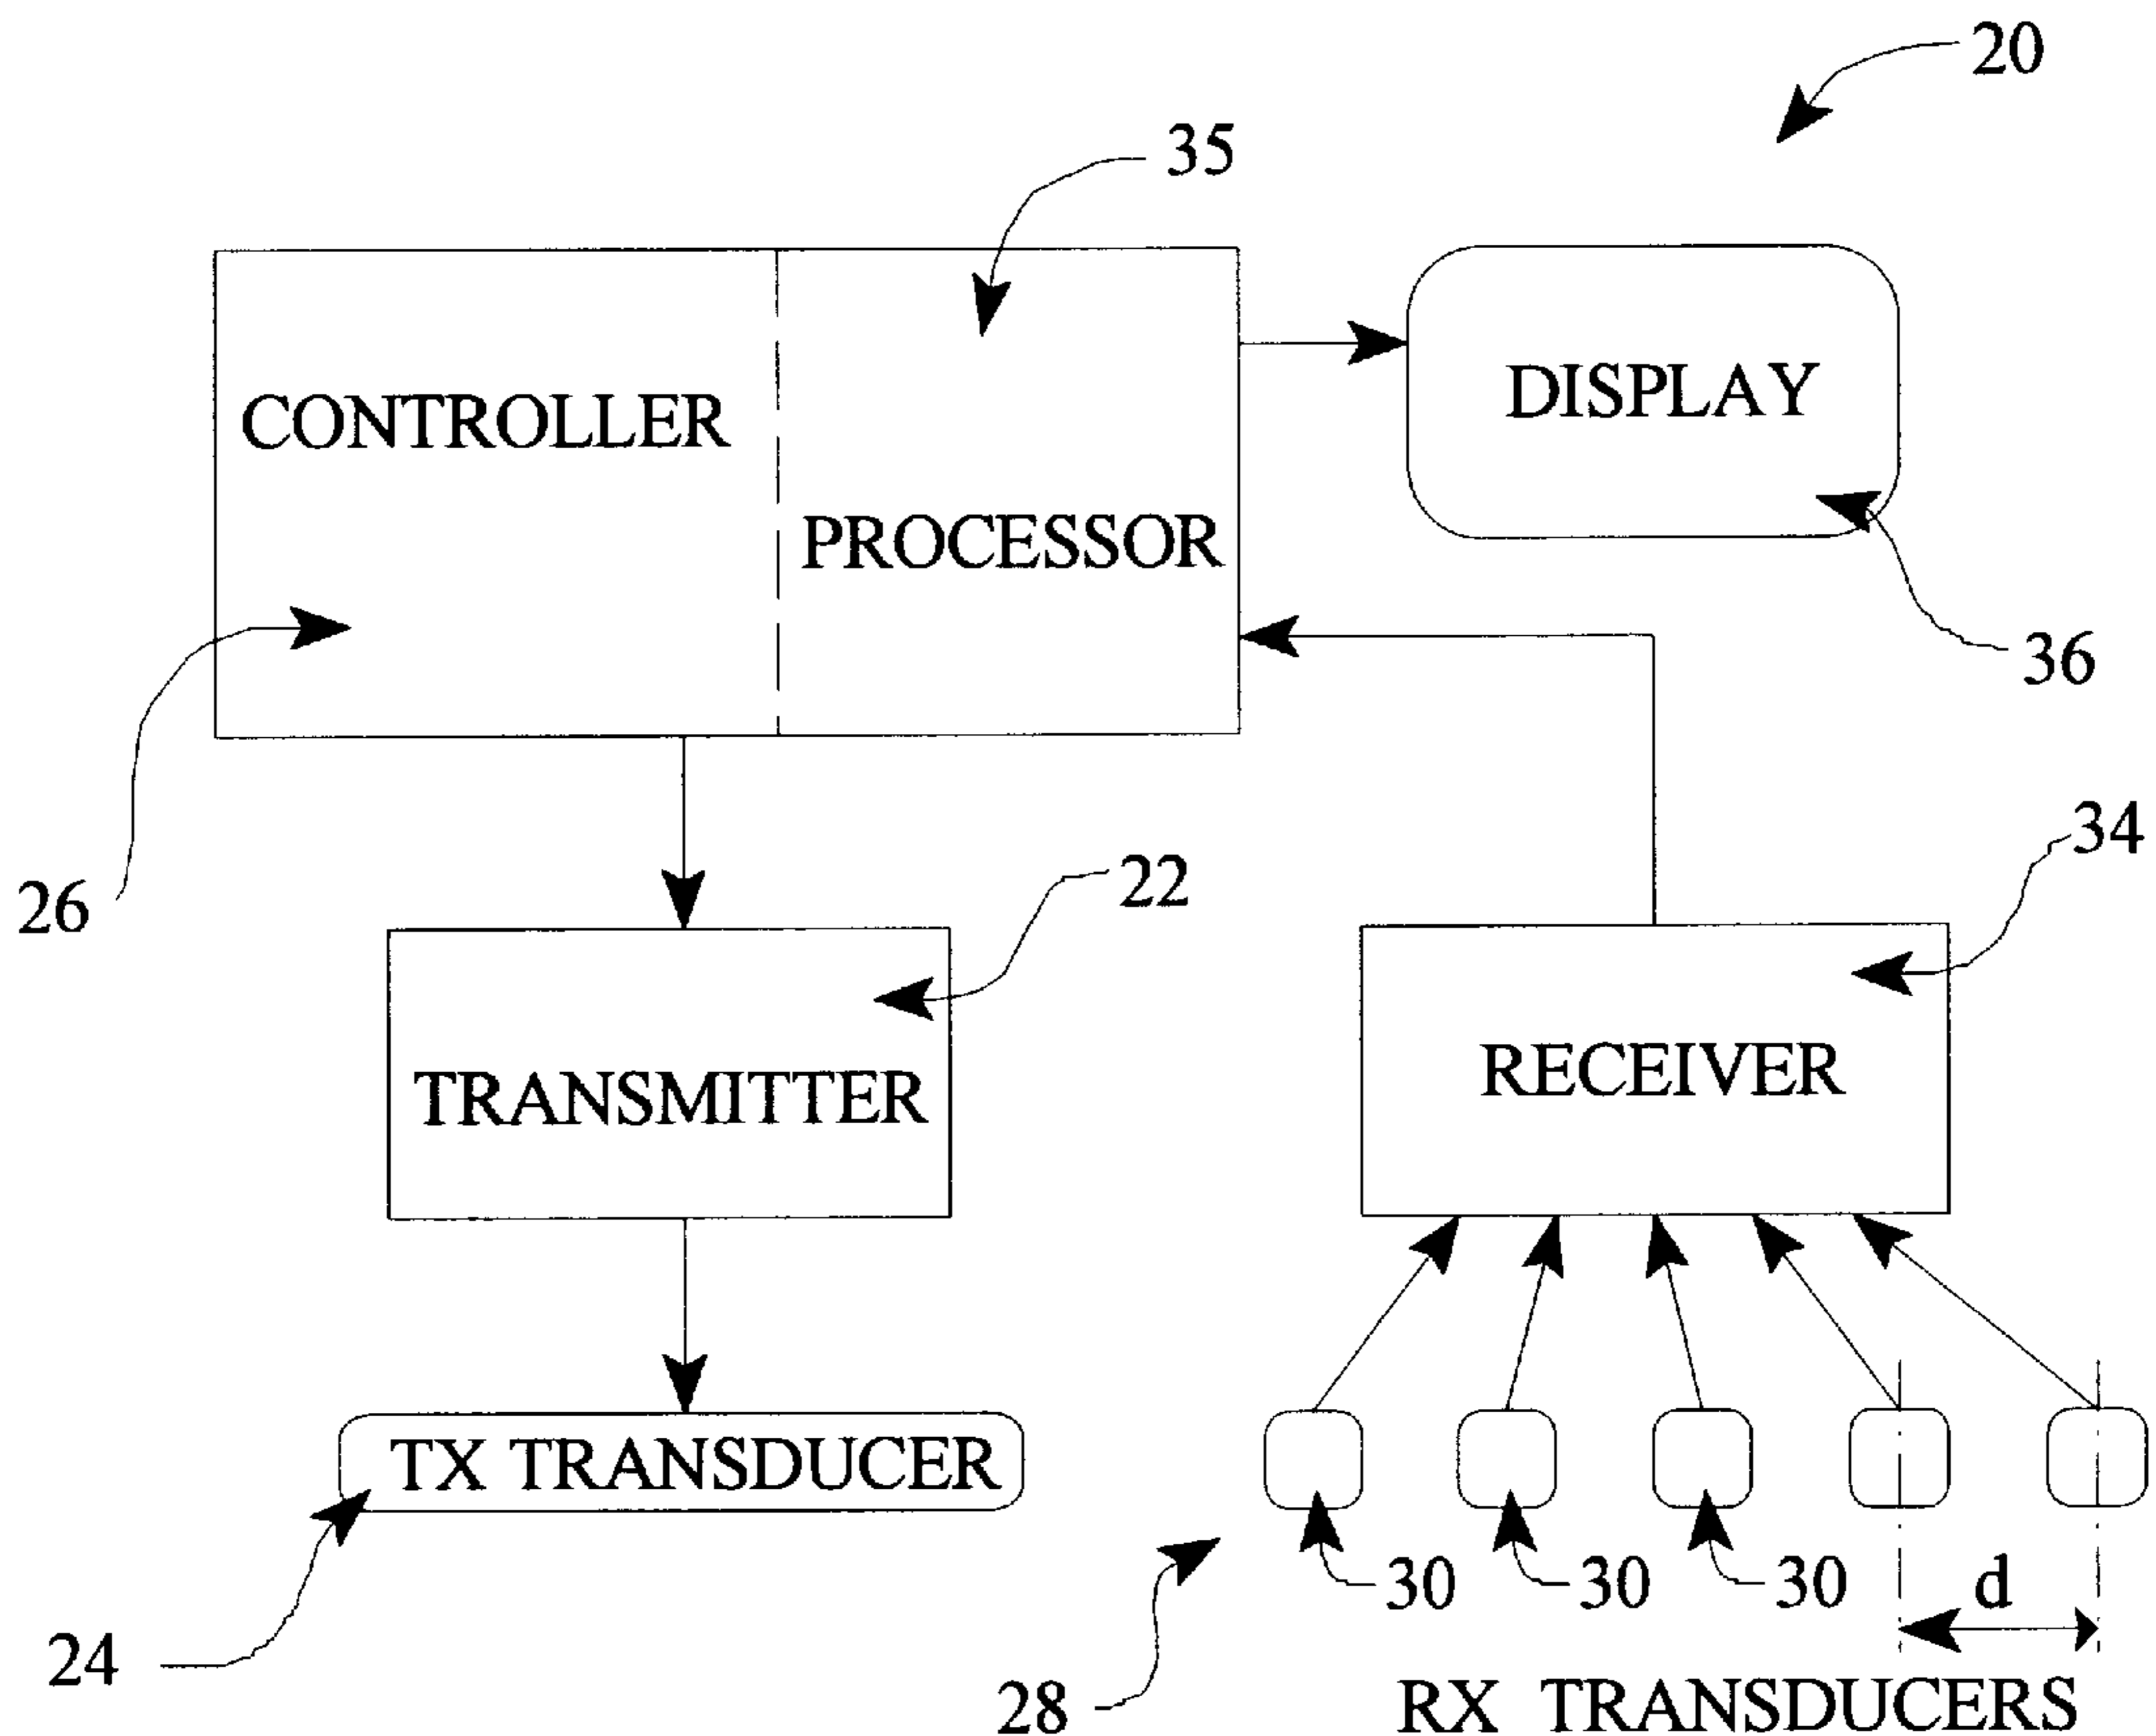 20
35
CONTROLLER
DISPLAY
PROCESSOR
36
26
34
22
RECEIVER
TRANSMITTER
TX TRANSDUCER
30
30
30
d
24
28
RX TRANSDUCERS